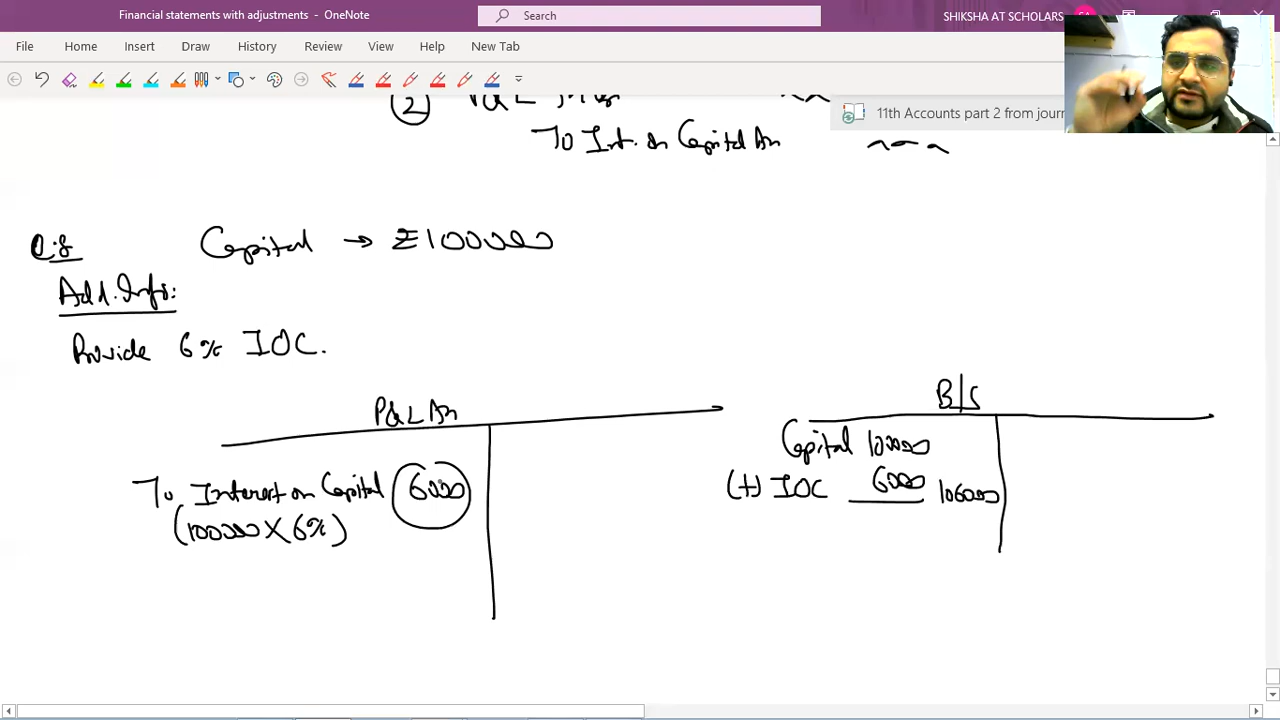 Financial statements with adjustments - OneNote
Search
SHIKSHA AT SCHOLARS
File Home Insert Draw History Review View Help New Tab
11th Accounts part 2 from jour
② P&L A/c
To Int. on Capital A/c
e.g Capital → ₹100000
Add. Info:
Provide 6% IOC.
P&L A/c
To Interest on Capital 6000
(100000 X 6%)
B/S
Capital 100000
(+) IOC 6000 106000